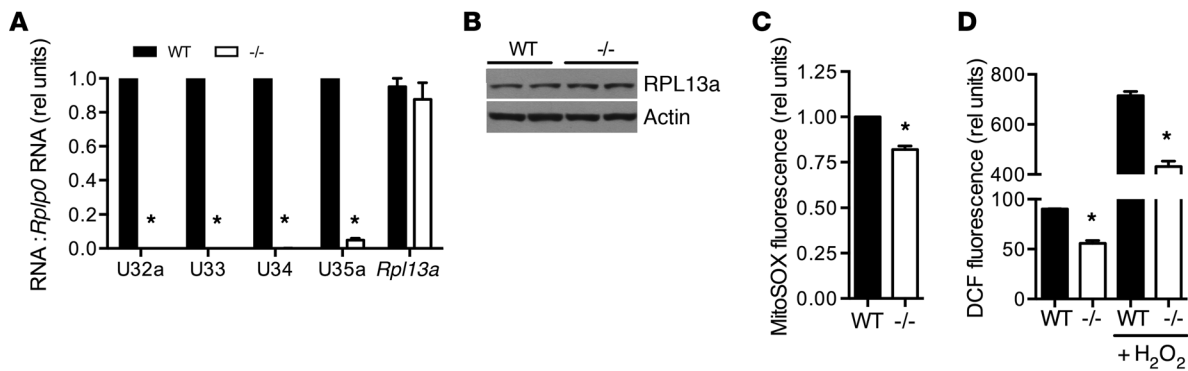 A
WT -/-
RNA:Rplp0 RNA (rel units)
1.0
0.8
0.6
0.4
0.2
0.0
* * * *
U32a U33 U34 U35a Rpl13a
B
WT -/-
RPL13a
Actin
C
MitoSOX fluorescence (rel units)
1.25
1.00
0.75
0.50
0.25
0.00
*
WT -/-
D
DCF fluorescence (rel units)
800
600
400
100
50
0
* *
WT -/- WT -/-
+ H₂O₂